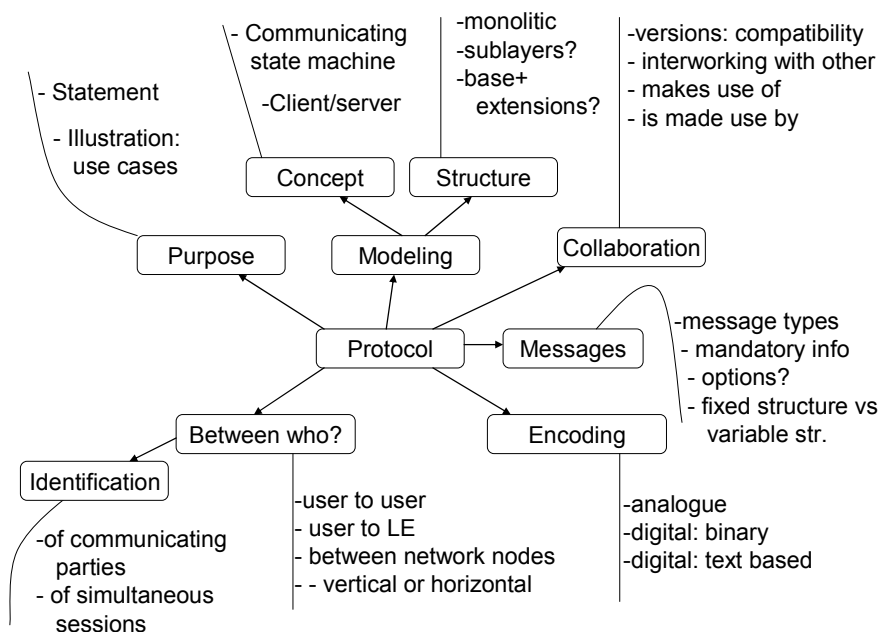 - Statement
- Illustration:
use cases
- Communicating
state machine
-Client/server
-monolitic
-sublayers?
-base+
extensions?
-versions: compatibility
- interworking with other
- makes use of
- is made use by
Concept
Structure
Purpose
Modeling
Collaboration
Protocol
Messages
-message types
- mandatory info
- options?
- fixed structure vs
variable str.
Between who?
Encoding
Identification
-of communicating
parties
- of simultaneous
sessions
-user to user
- user to LE
- between network nodes
- - vertical or horizontal
-analogue
-digital: binary
-digital: text based